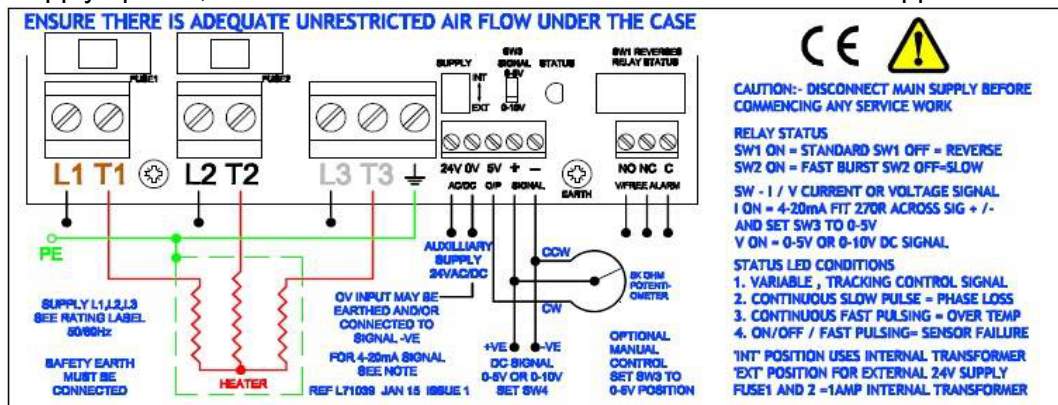 ENSURE THERE IS ADEQUATE UNRESTRICTED AIR FLOW UNDER THE CASE
FUSE1
FUSE2
SUPPLY
INT
EXT
SW3
SIGNAL
0-5V
0-10V
STATUS
SW1 REVERSES
RELAY STATUS
L1 T1
L2 T2
L3 T3
24V 0V 5V + -
AC/DC O/P SIGNAL
EARTH
NO NC C
V/FREE ALARM
PE
SUPPLY L1,L2,L3
SEE RATING LABEL
50/60Hz
SAFETY EARTH
MUST BE
CONNECTED
HEATER
AUXILLIARY
SUPPLY
24VAC/DC
0V INPUT MAY BE
EARTHED AND/OR
CONNECTED TO
SIGNAL -VE
FOR 4-20mA SIGNAL
SEE NOTE
REF L71039 JAN 15 ISSUE 1
CCW
CW
5K OHM
POTENTI-
OMETER
+VE
-VE
DC SIGNAL
0-5V OR 0-10V
SET SW4
OPTIONAL
MANUAL
CONTROL
SET SW3 TO
0-5V POSITION
CE
CAUTION:- DISCONNECT MAIN SUPPLY BEFORE
COMMENCING ANY SERVICE WORK
RELAY STATUS
SW1 ON = STANDARD SW1 OFF = REVERSE
SW2 ON = FAST BURST SW2 OFF=SLOW
SW - I / V CURRENT OR VOLTAGE SIGNAL
I ON = 4-20mA FIT 270R ACROSS SIG + /-
AND SET SW3 TO 0-5V
V ON = 0-5V OR 0-10V DC SIGNAL
STATUS LED CONDITIONS
1. VARIABLE , TRACKING CONTROL SIGNAL
2. CONTINUOUS SLOW PULSE = PHASE LOSS
3. CONTINUOUS FAST PULSING = OVER TEMP
4. ON/OFF / FAST PULSING= SENSOR FAILURE
'INT' POSITION USES INTERNAL TRANSFORMER
'EXT' POSITION FOR EXTERNAL 24V SUPPLY
FUSE1 AND 2 =1AMP INTERNAL TRANSFORMER